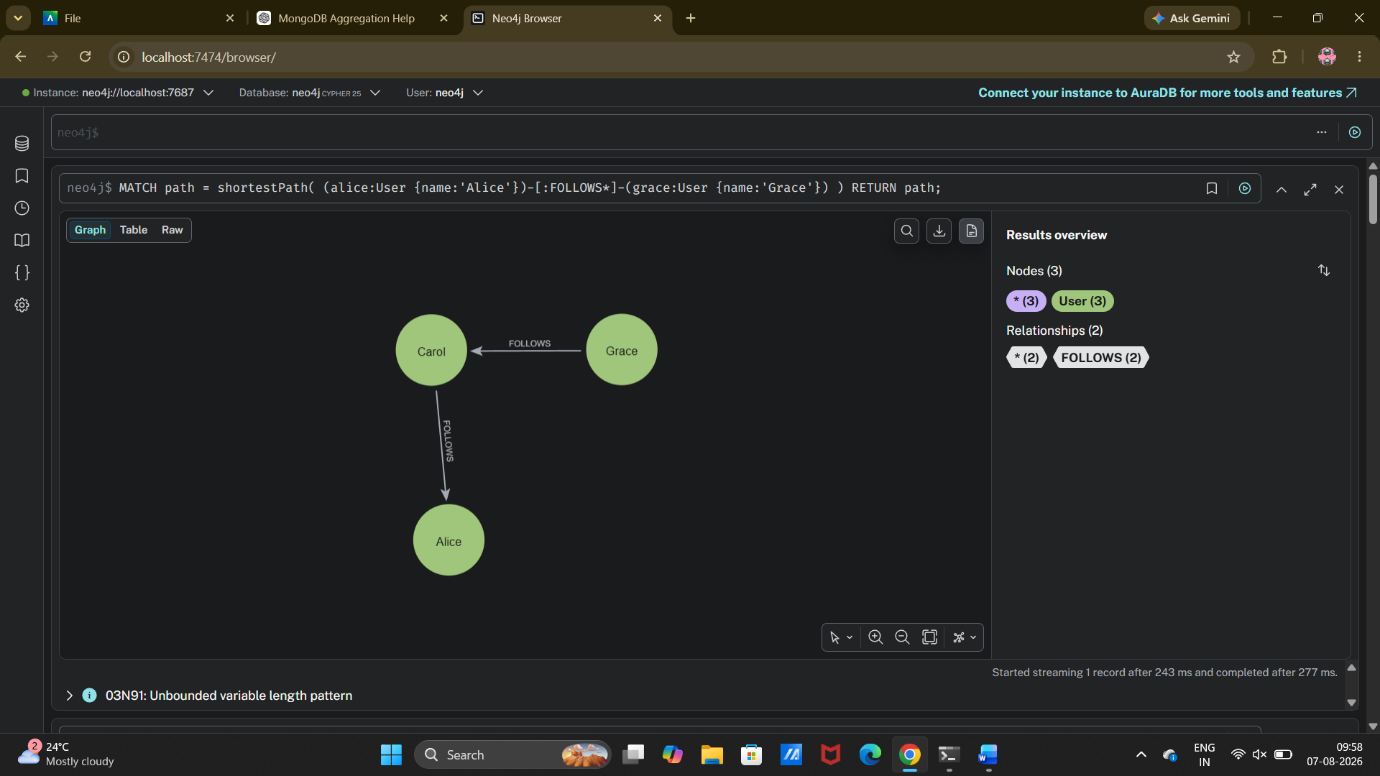 File
MongoDB Aggregation Help
Neo4j Browser
Ask Gemini
localhost:7474/browser/
Instance: neo4j://localhost:7687
Database: neo4j CYPHER 25
User: neo4j
Connect your instance to AuraDB for more tools and features
neo4j$
neo4j$ MATCH path = shortestPath( (alice:User {name:'Alice'})-[:FOLLOWS*]-(grace:User {name:'Grace'}) ) RETURN path;
Graph Table Raw
Results overview
Nodes (3)
* (3) User (3)
Relationships (2)
* (2) FOLLOWS (2)
Carol
FOLLOWS
Grace
FOLLOWS
Alice
Started streaming 1 record after 243 ms and completed after 277 ms.
03N91: Unbounded variable length pattern
2
24°C
Mostly cloudy
Search
ENG
IN
09:58
07-08-2026